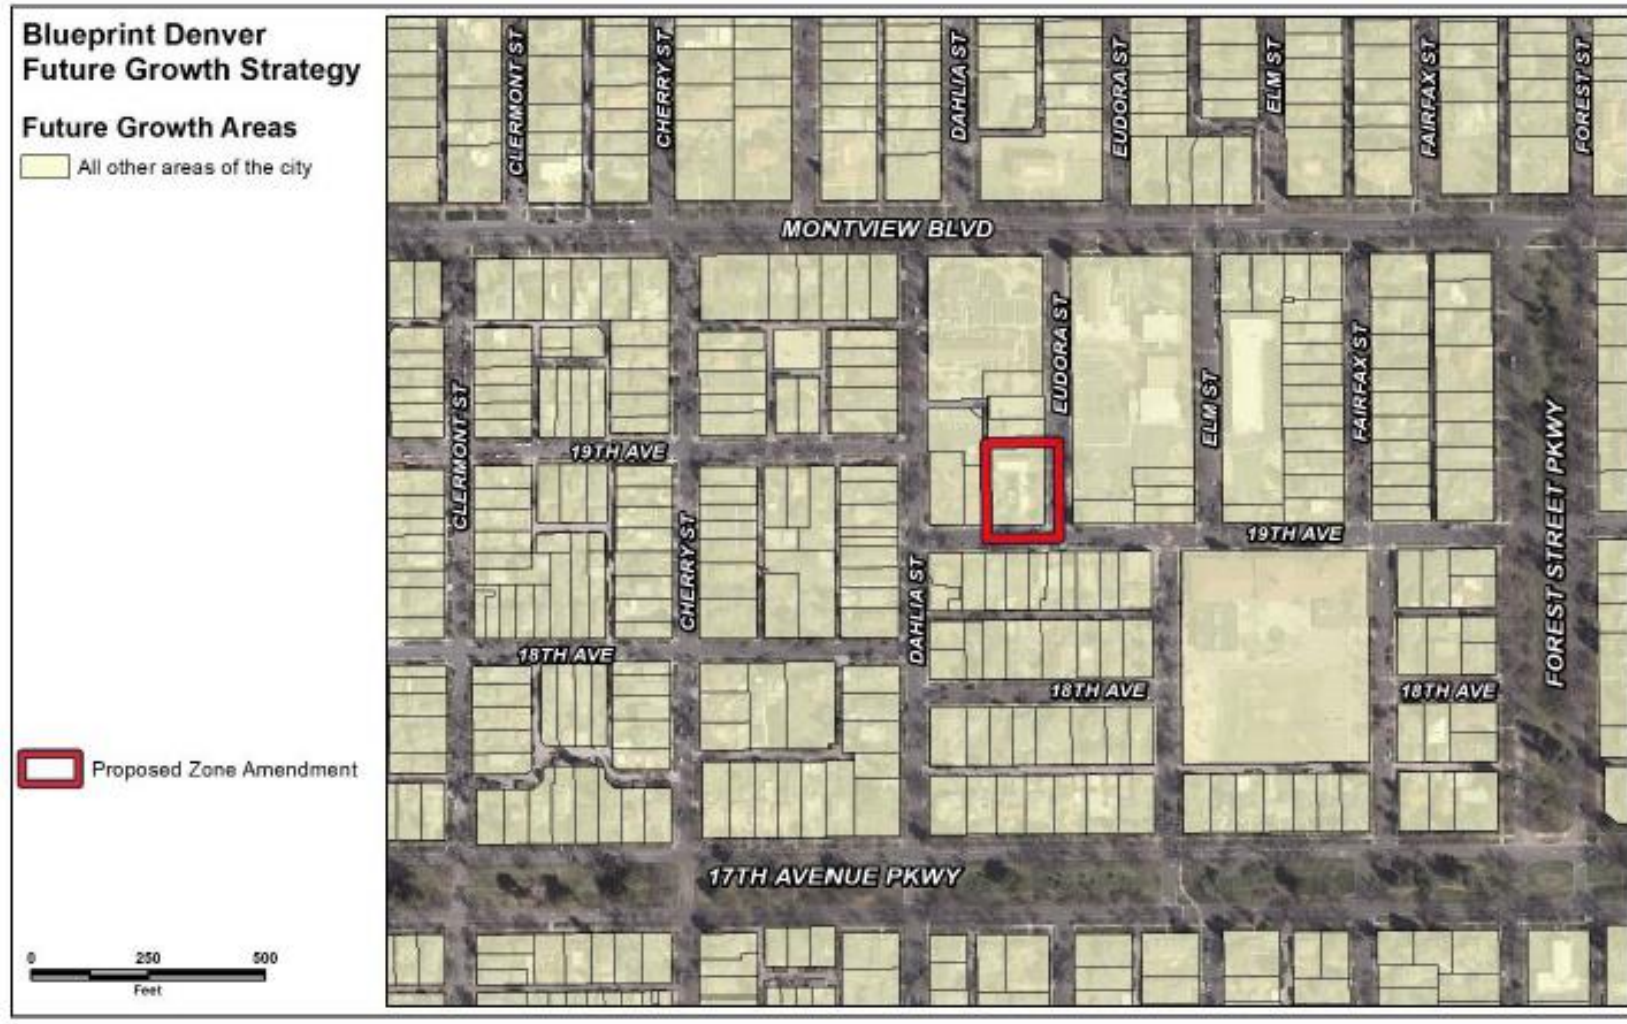 Blueprint Denver
Future Growth Strategy
Future Growth Areas
All other areas of the city
Proposed Zone Amendment
0 250 500
Feet
CLERMONT ST
CHERRY ST
DAHLIA ST
EUDORA ST
ELM ST
FAIRFAX ST
FOREST ST
MONTVIEW BLVD
CLERMONT ST
19TH AVE
CHERRY ST
DAHLIA ST
EUDORA ST
ELM ST
FAIRFAX ST
19TH AVE
FOREST STREET PKWY
18TH AVE
18TH AVE
18TH AVE
17TH AVENUE PKWY